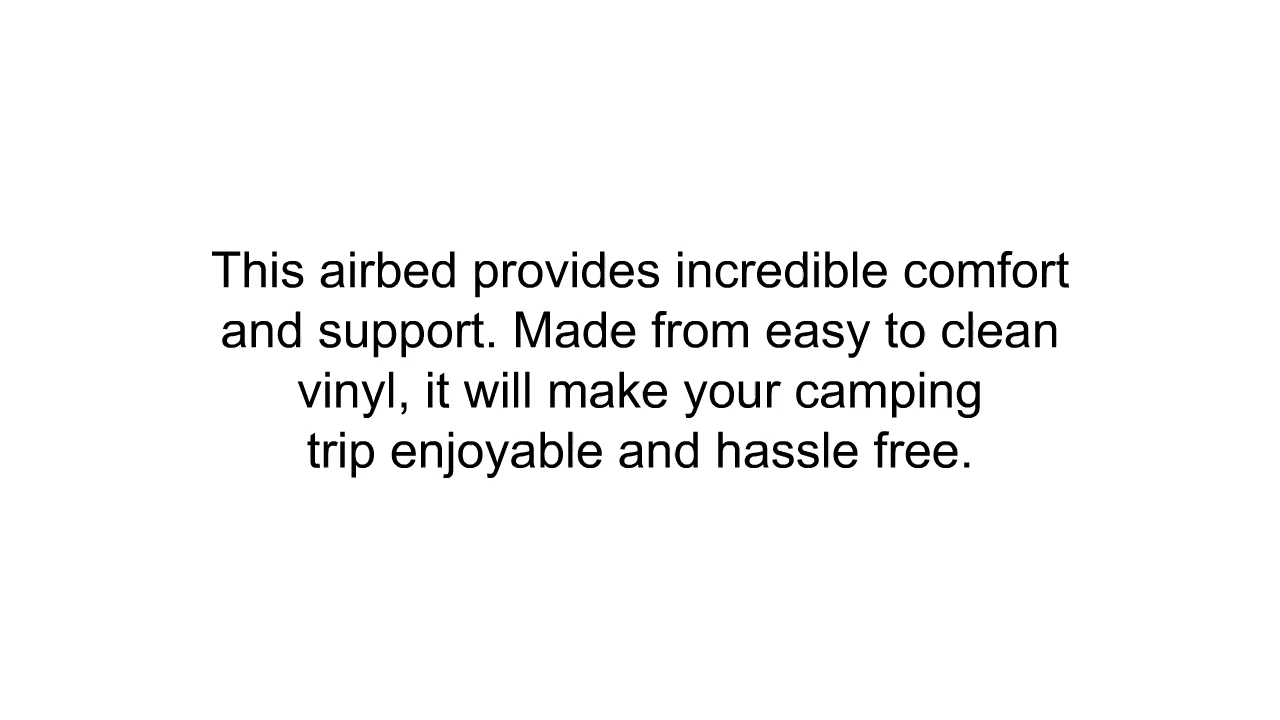 This airbed provides incredible comfort
and support. Made from easy to clean
vinyl, it will make your camping
trip enjoyable and hassle free.